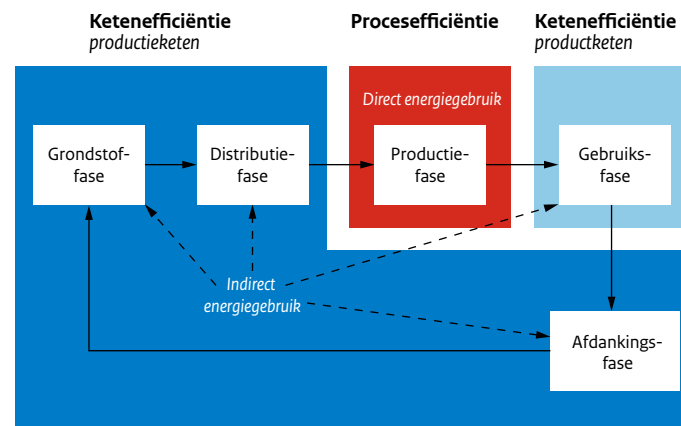 Ketenefficiëntie
productieketen
Procesefficiëntie
Ketenefficiëntie
productketen
Direct energiegebruik
Grondstof-
fase
Distributie-
fase
Productie-
fase
Gebruiks-
fase
Indirect
energiegebruik
Afdankings-
fase